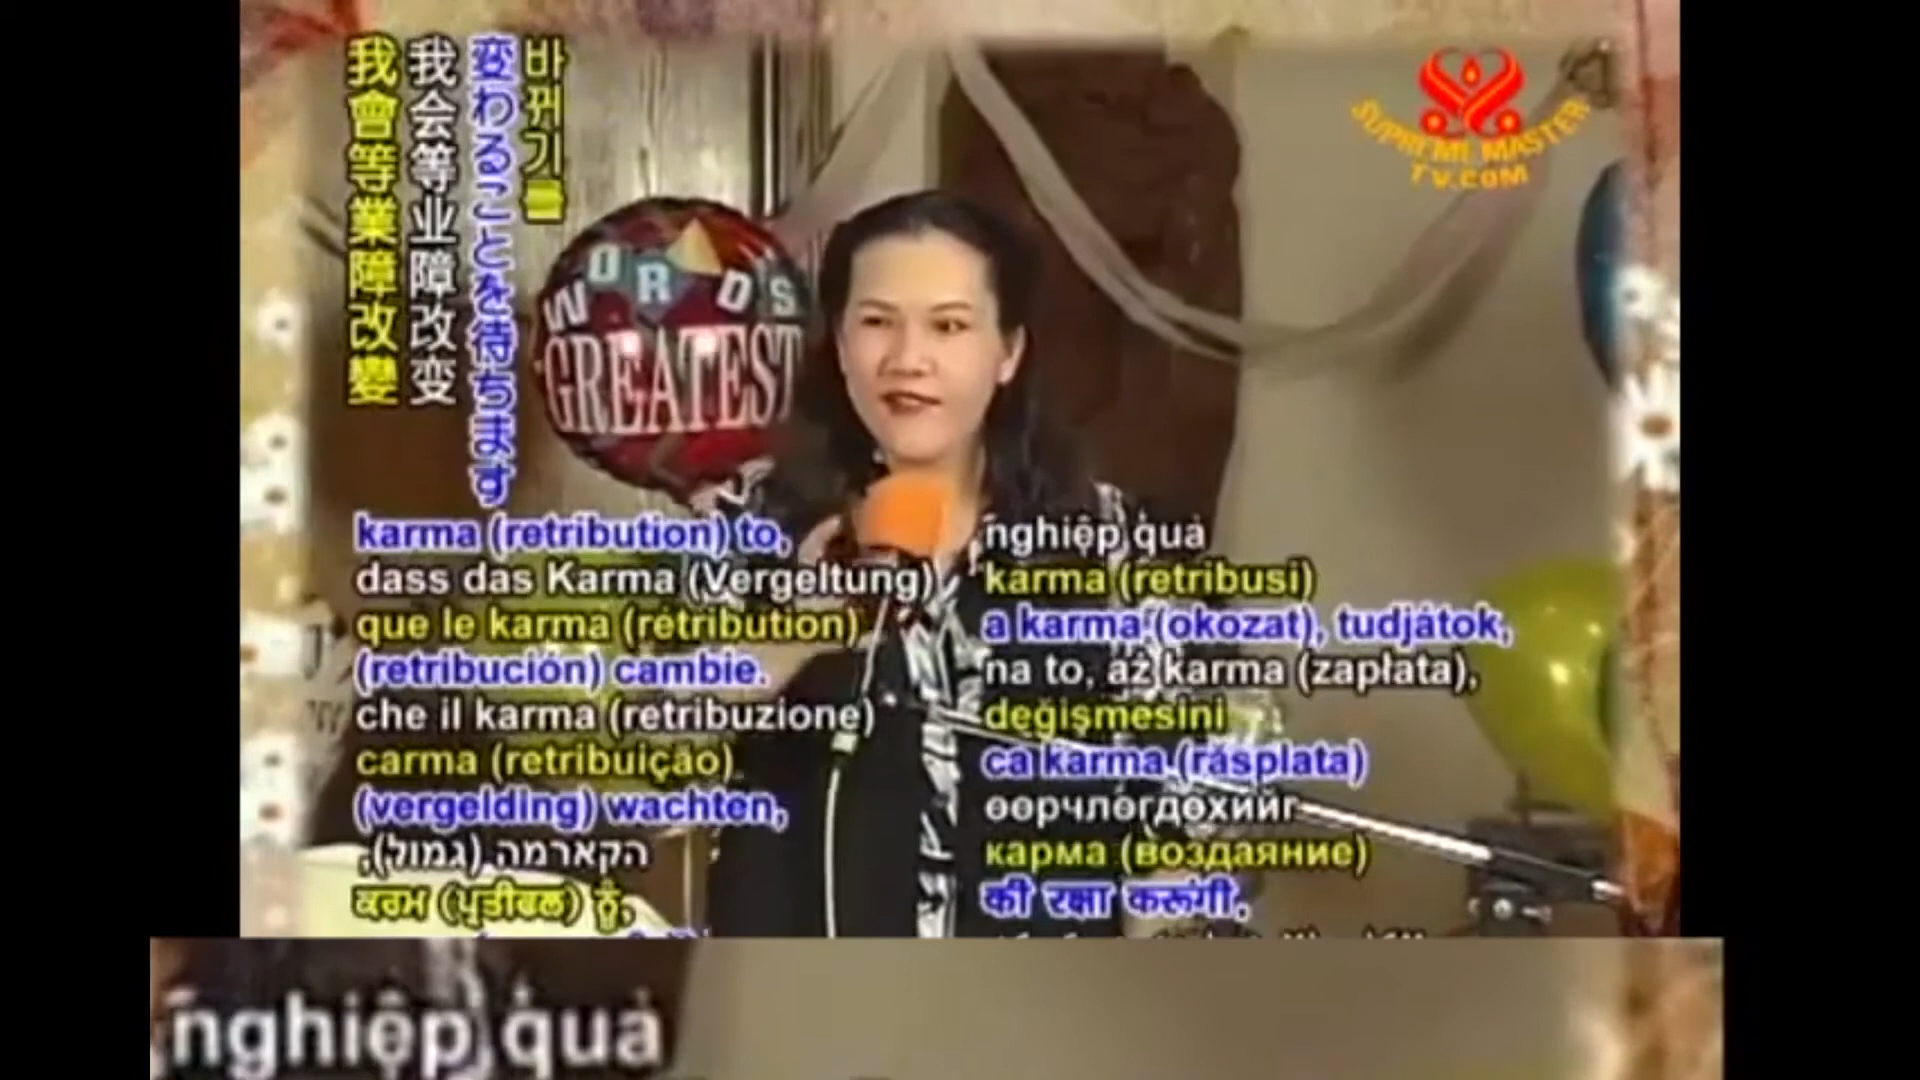 我會等業障改變
我会等业障改变
変わることを待ちます
바뀌기를
SUPREME MASTER
TV.COM
WORLD'S
GREATEST
karma (retribution) to,
dass das Karma (Vergeltung)
que le karma (rétribution)
(retribución) cambie.
che il karma (retribuzione)
carma (retribuição)
(vergelding) wachten,
הקארמה (גמול),
ਕਰਮ (ਪ੍ਰਤੀਫਲ) ਨੂੰ,
nghiệp quả
karma (retribusi)
a karma (okozat), tudjátok,
na to, aż karma (zapłata),
değişmesini
ca karma (răsplata)
өөрчлөгдөхийг
карма (воздаяние)
की रक्षा करूंगी,
nghiệp quả